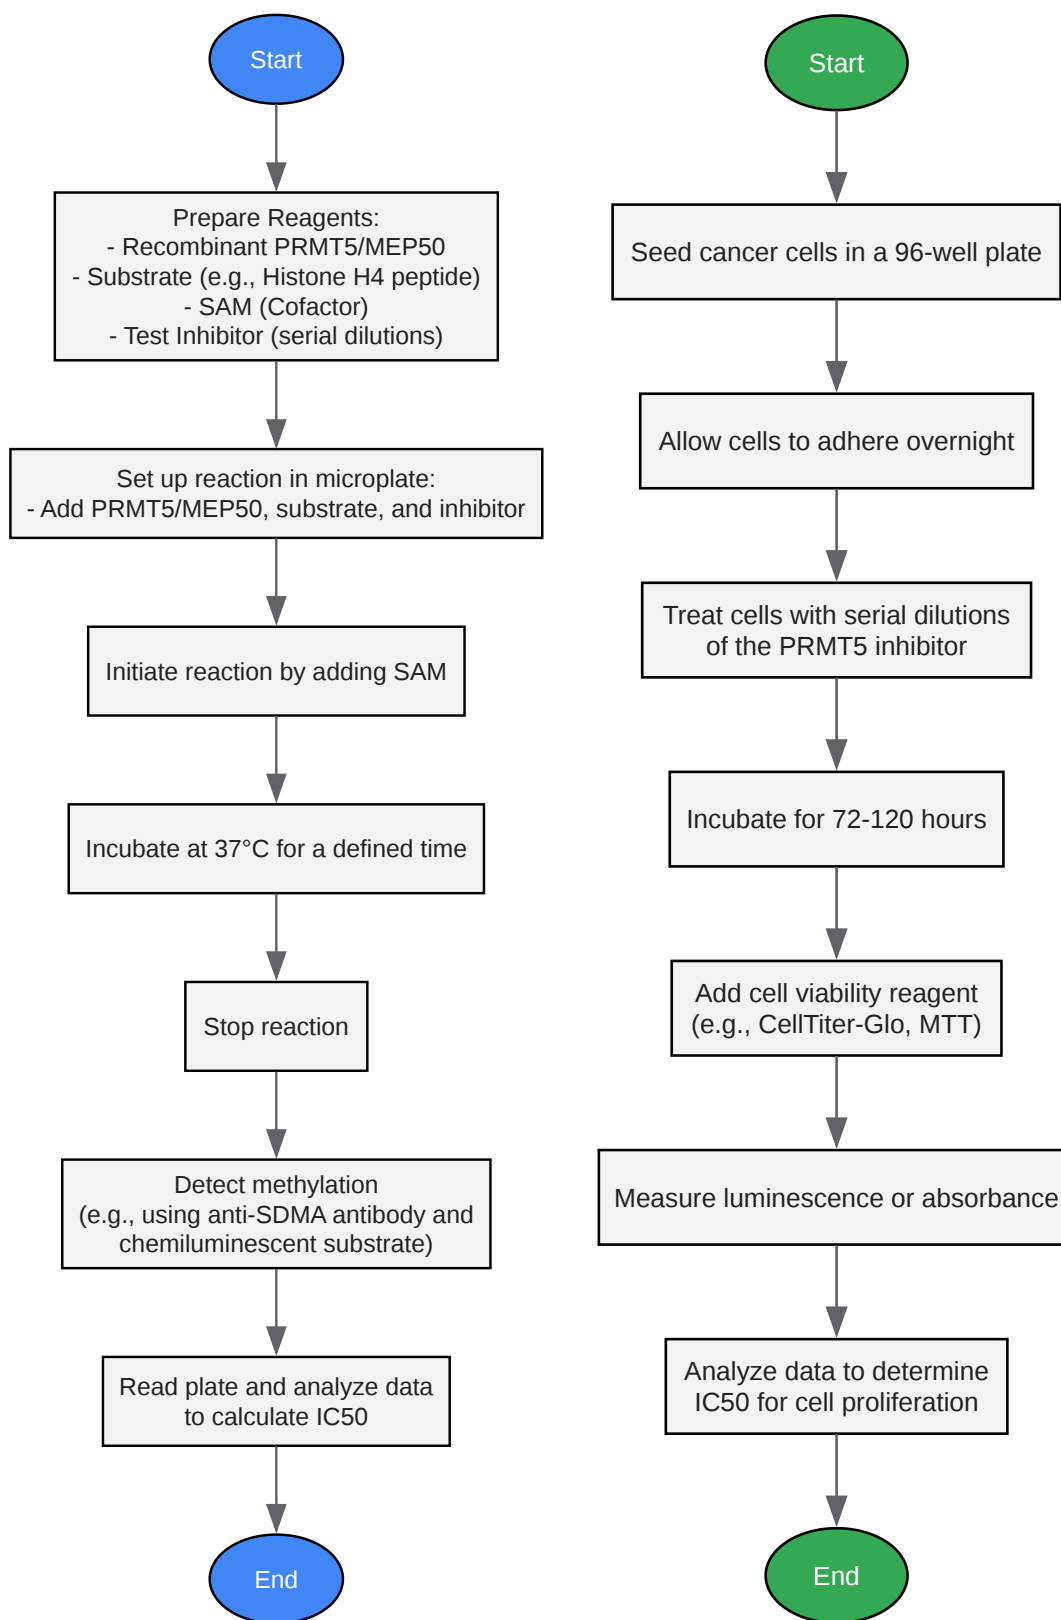 Start
Prepare Reagents:
- Recombinant PRMT5/MEP50
- Substrate (e.g., Histone H4 peptide)
- SAM (Cofactor)
- Test Inhibitor (serial dilutions)
Set up reaction in microplate:
- Add PRMT5/MEP50, substrate, and inhibitor
Initiate reaction by adding SAM
Incubate at 37°C for a defined time
Stop reaction
Detect methylation
(e.g., using anti-SDMA antibody and
chemiluminescent substrate)
Read plate and analyze data
to calculate IC50
End
Start
Seed cancer cells in a 96-well plate
Allow cells to adhere overnight
Treat cells with serial dilutions
of the PRMT5 inhibitor
Incubate for 72-120 hours
Add cell viability reagent
(e.g., CellTiter-Glo, MTT)
Measure luminescence or absorbance
Analyze data to determine
IC50 for cell proliferation
End